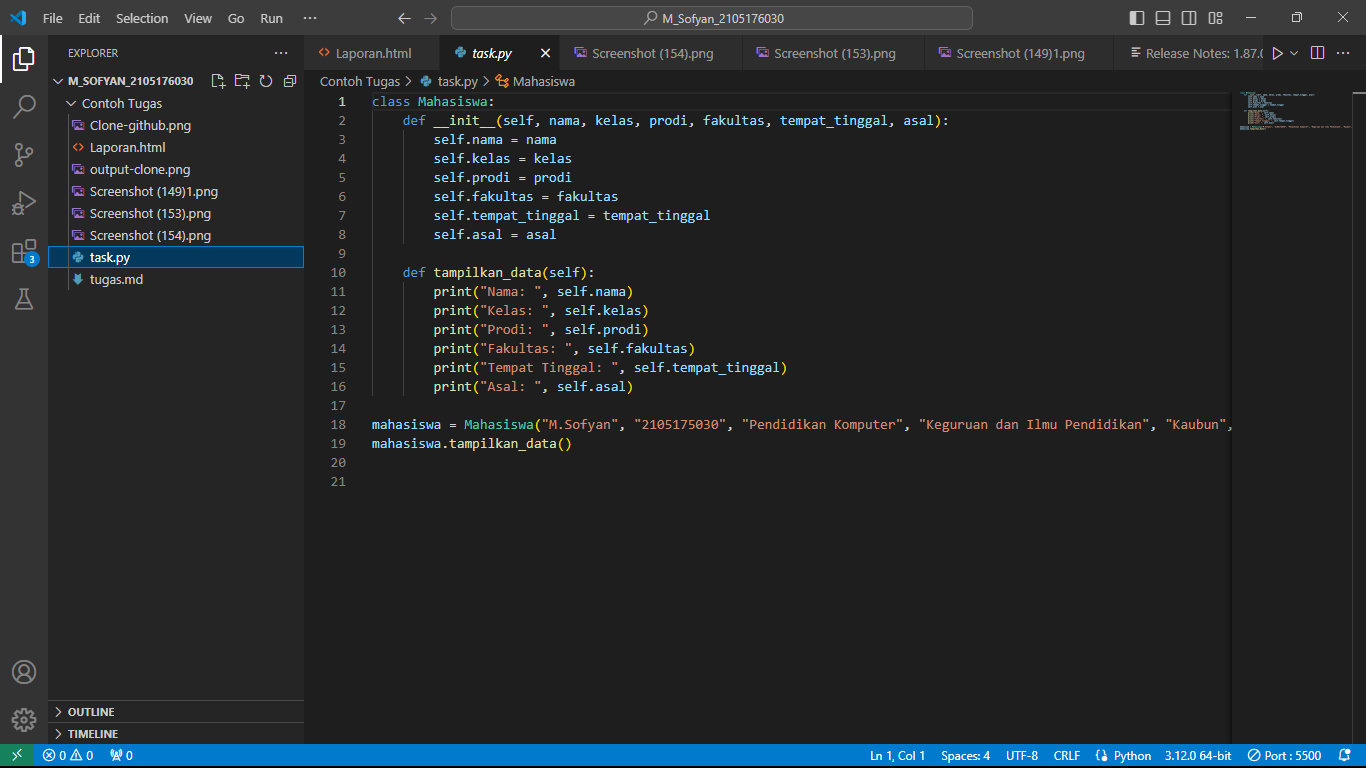 File Edit Selection View Go Run ··· M_Sofyan_2105176030
EXPLORER ···
M_SOFYAN_2105176030
Contoh Tugas
Clone-github.png
Laporan.html
output-clone.png
Screenshot (149)1.png
Screenshot (153).png
Screenshot (154).png
task.py
tugas.md
3
OUTLINE
TIMELINE
Laporan.html task.py Screenshot (154).png Screenshot (153).png Screenshot (149)1.png Release Notes: 1.87.0
Contoh Tugas > task.py > Mahasiswa
1 class Mahasiswa:
2 def __init__(self, nama, kelas, prodi, fakultas, tempat_tinggal, asal):
3 self.nama = nama
4 self.kelas = kelas
5 self.prodi = prodi
6 self.fakultas = fakultas
7 self.tempat_tinggal = tempat_tinggal
8 self.asal = asal
9
10 def tampilkan_data(self):
11 print("Nama: ", self.nama)
12 print("Kelas: ", self.kelas)
13 print("Prodi: ", self.prodi)
14 print("Fakultas: ", self.fakultas)
15 print("Tempat Tinggal: ", self.tempat_tinggal)
16 print("Asal: ", self.asal)
17
18 mahasiswa = Mahasiswa("M.Sofyan", "2105175030", "Pendidikan Komputer", "Keguruan dan Ilmu Pendidikan", "Kaubun",
19 mahasiswa.tampilkan_data()
20
21
0 0 0 Ln 1, Col 1 Spaces: 4 UTF-8 CRLF Python 3.12.0 64-bit Port : 5500